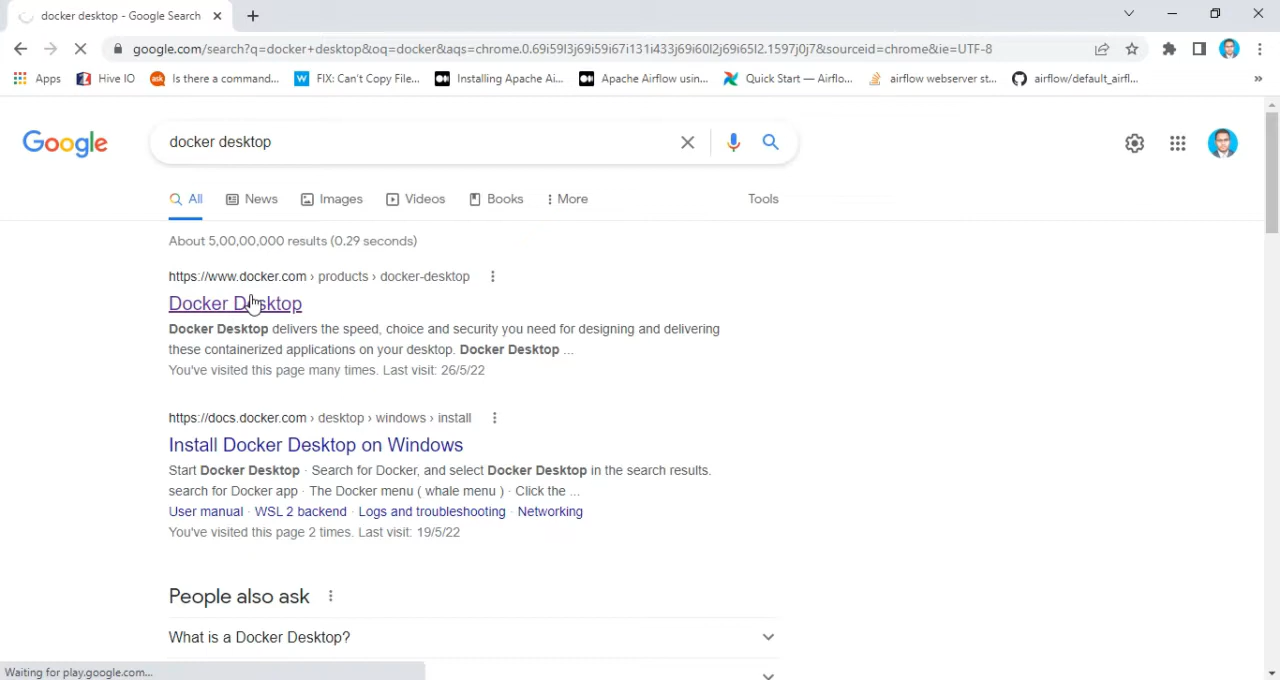 docker desktop - Google Search
google.com/search?q=docker+desktop&oq=docker&aqs=chrome.0.69i59l3j69i59i67i131i433j69i60l2j69i65l2.1597j0j7&sourceid=chrome&ie=UTF-8
Apps Hive IO Is there a command... FIX: Can't Copy File... Installing Apache Ai... Apache Airflow usin... Quick Start — Airflo... airflow webserver st... airflow/default_airfl...
Google docker desktop
All News Images Videos Books More Tools
About 5,00,00,000 results (0.29 seconds)
https://www.docker.com › products › docker-desktop
Docker Desktop
Docker Desktop delivers the speed, choice and security you need for designing and delivering
these containerized applications on your desktop. Docker Desktop ...
You've visited this page many times. Last visit: 26/5/22
https://docs.docker.com › desktop › windows › install
Install Docker Desktop on Windows
Start Docker Desktop · Search for Docker, and select Docker Desktop in the search results.
search for Docker app · The Docker menu ( whale menu ) · Click the ...
User manual · WSL 2 backend · Logs and troubleshooting · Networking
You've visited this page 2 times. Last visit: 19/5/22
People also ask
What is a Docker Desktop?
Waiting for play.google.com...